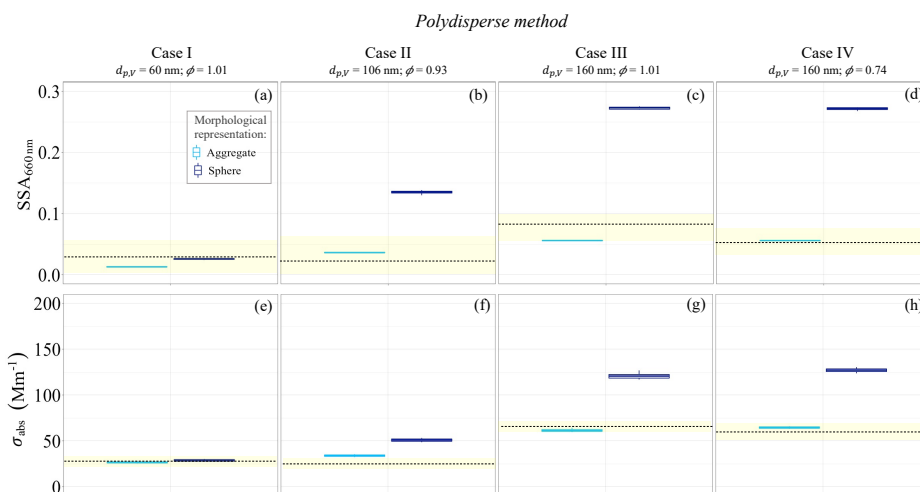 Polydisperse method
Case I
Case II
Case III
Case IV
d_{p,V} = 60 nm; ϕ = 1.01
d_{p,V} = 106 nm; ϕ = 0.93
d_{p,V} = 160 nm; ϕ = 1.01
d_{p,V} = 160 nm; ϕ = 0.74
(a)
(b)
(c)
(d)
SSA_{660 nm}
0.3
0.2
0.1
0.0
Morphological
representation:
Aggregate
Sphere
(e)
(f)
(g)
(h)
σ_{abs} (Mm⁻¹)
200
150
100
50
0